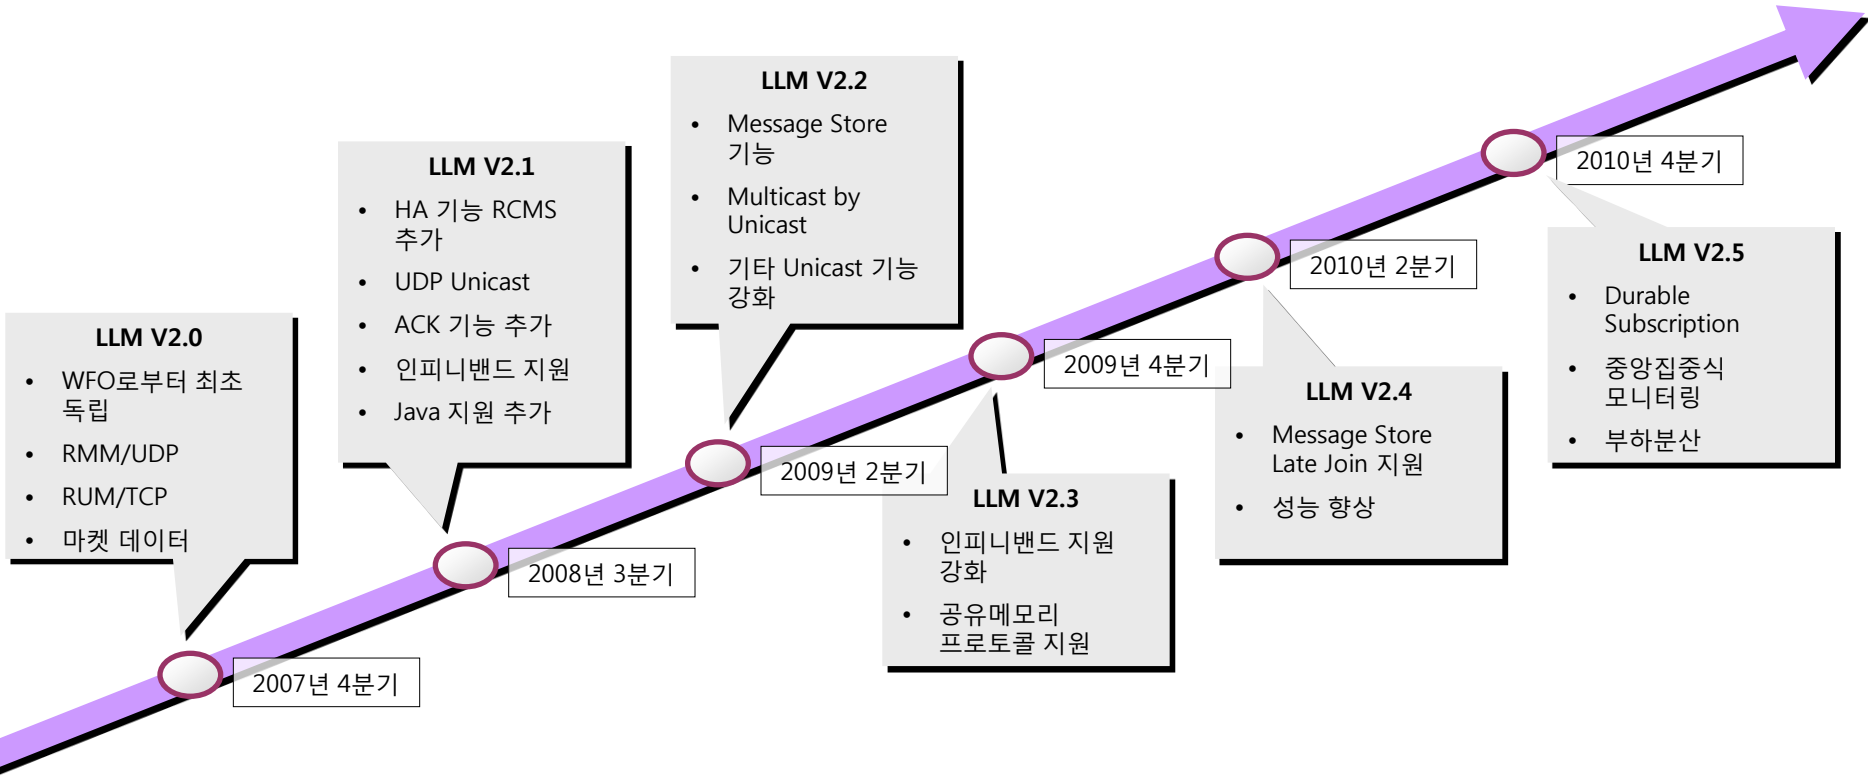 LLM V2.0
• WFO로부터 최초
독립
• RMM/UDP
• RUM/TCP
• 마켓 데이터
2007년 4분기
LLM V2.1
• HA 기능 RCMS
추가
• UDP Unicast
• ACK 기능 추가
• 인피니밴드 지원
• Java 지원 추가
2008년 3분기
LLM V2.2
• Message Store
기능
• Multicast by
Unicast
• 기타 Unicast 기능
강화
2009년 2분기
LLM V2.3
• 인피니밴드 지원
강화
• 공유메모리
프로토콜 지원
2009년 4분기
LLM V2.4
• Message Store
Late Join 지원
• 성능 향상
2010년 2분기
LLM V2.5
• Durable
Subscription
• 중앙집중식
모니터링
• 부하분산
2010년 4분기